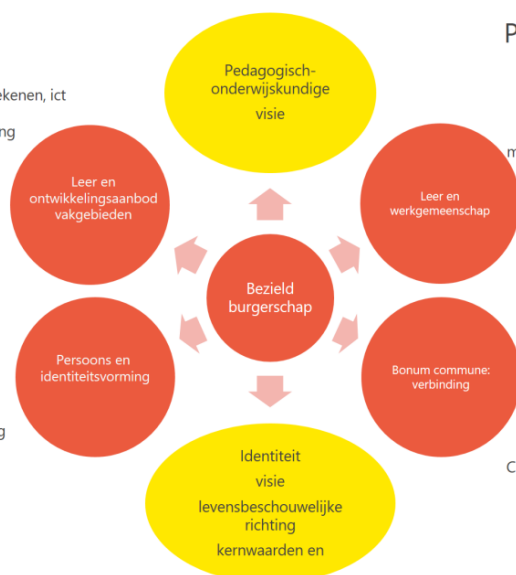 P
Pedagogisch-
onderwijskundige
visie
ekenen, ict
ng
m
Leer en
ontwikkelingsaanbod
vakgebieden
Leer en
werkgemeenschap
Bezield
burgerschap
Persoons en
identiteitsvorming
Bonum commune:
verbinding
g
Identiteit
visie
levensbeschouwelijke
richting
kernwaarden en
C